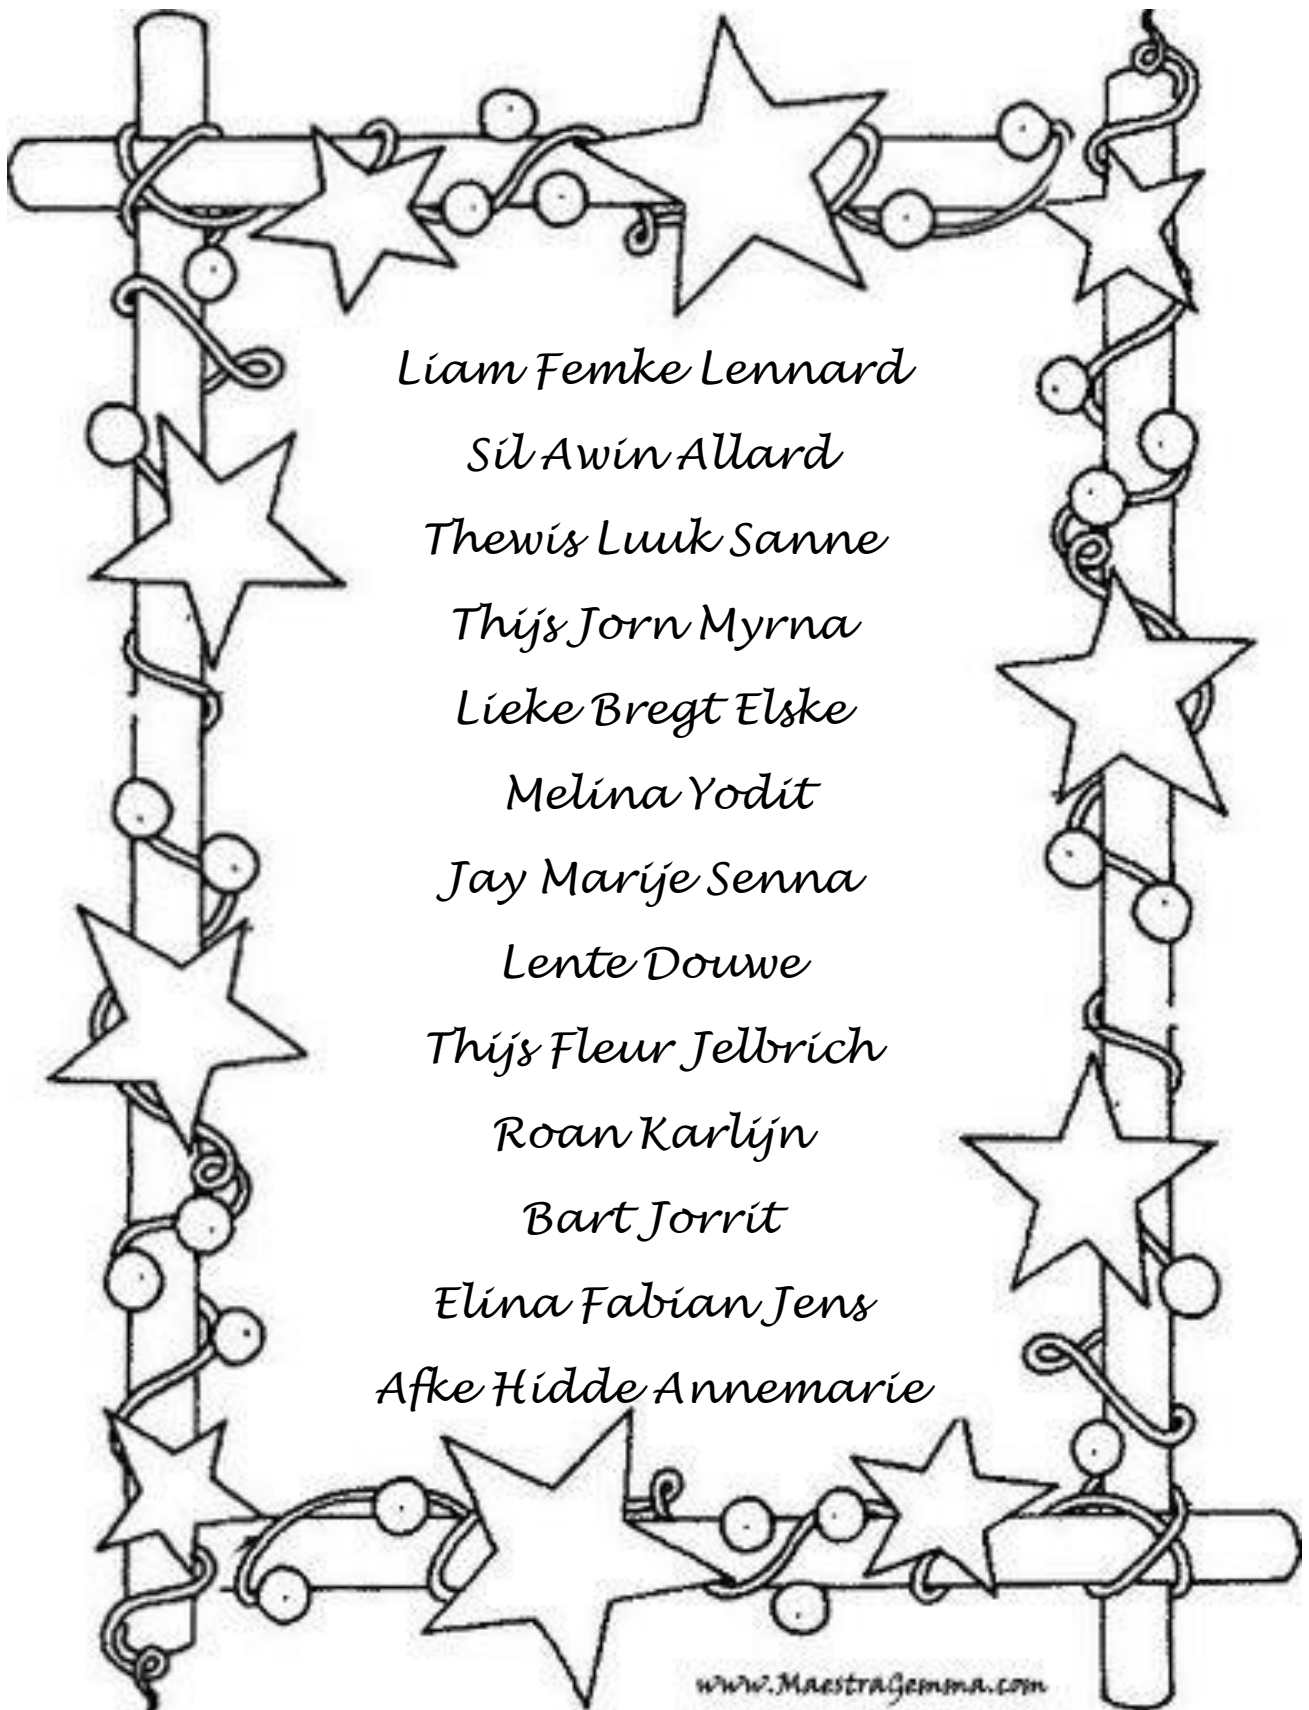 Liam Femke Lennard
Sil Awin Allard
Thewis Luuk Sanne
Thijs Jorn Myrna
Lieke Bregt Elske
Melina Yodit
Jay Marije Senna
Lente Douwe
Thijs Fleur Jelbrich
Roan Karlijn
Bart Jorrit
Elina Fabian Jens
Afke Hidde Annemarie
www.MaestraGemma.com